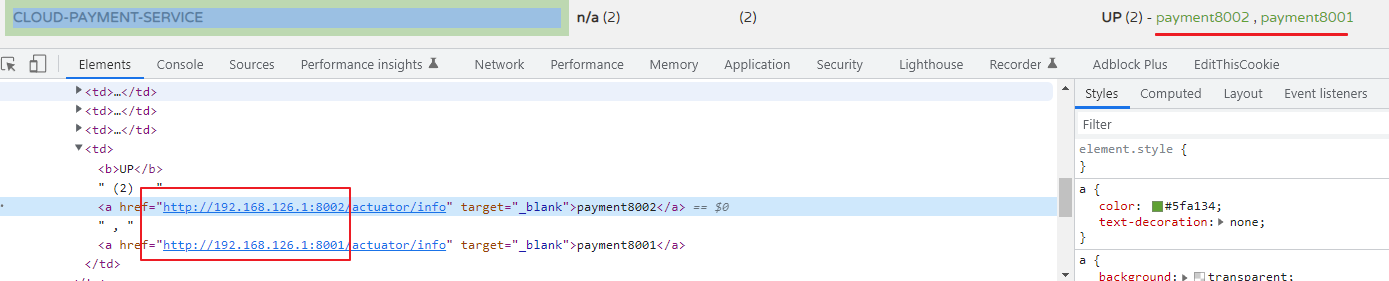 CLOUD-PAYMENT-SERVICE n/a (2) (2) UP (2) - payment8002 , payment8001
Elements Console Sources Performance insights Network Performance Memory Application Security Lighthouse Recorder Adblock Plus EditThisCookie
<td>…</td>
<td>…</td>
<td>…</td>
<td>
<b>UP</b>
" (2) - "
<a href="http://192.168.126.1:8002/actuator/info" target="_blank">payment8002</a> == $0
" , "
<a href="http://192.168.126.1:8001/actuator/info" target="_blank">payment8001</a>
</td>
Styles Computed Layout Event listeners
Filter
element.style {
}
a {
color: #5fa134;
text-decoration: none;
}
a {
background: transparent;